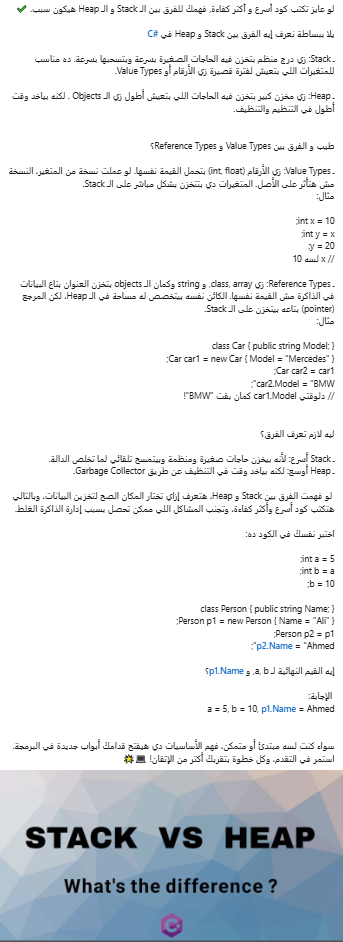 لو عايز تكتب كود أسرع و أكثر كفاءة, فهمك للفرق بين الـ Stack و الـ Heap هيكون سبب. ✔
يلا ببساطة نعرف إيه الفرق بين Stack و Heap في C#
ـ Stack: زي درج منظم بتخزن فيه الحاجات الصغيرة بسرعة وبتسحبها بسرعة. ده مناسب
للمتغيرات اللي بتعيش لفترة قصيرة زي الأرقام أو Value Types.
ـ Heap: زي مخزن كبير بتخزن فيه الحاجات اللي بتعيش أطول زي الـ Objects . لكنه بياخد وقت
أطول في التنظيم والتنظيف.
طيب و الفرق بين Value Types و Reference Types؟
ـ Value Types: زي الأرقام (int, float) بتحمل القيمة نفسها. لو عملت نسخة من المتغير، النسخة
مش هتأثر على الأصل. المتغيرات دي بتتخزن بشكل مباشر على الـ Stack.
مثال:
int x = 10;
int y = x;
y = 20;
// x لسه 10
ـ Reference Types: زي class, array, و string وكمان الـ objects بتخزن العنوان بتاع البيانات
في الذاكرة مش القيمة نفسها. الكائن نفسه بيتخصص له مساحة في الـ Heap، لكن المرجع
(pointer) بتاعه بيتخزن على الـ Stack.
مثال:
class Car { public string Model; }
Car car1 = new Car { Model = "Mercedes" };
Car car2 = car1;
car2.Model = "BMW";
// دلوقتي car1.Model كمان بقت "BMW"!
ليه لازم تعرف الفرق؟
ـ Stack أسرع: لأنه بيخزن حاجات صغيرة ومنظمة وبيتمسح تلقائي لما تخلص الدالة.
ـ Heap أوسع: لكنه بياخد وقت في التنظيف عن طريق Garbage Collector.
لو فهمت الفرق بين Stack و Heap، هتعرف إزاي تختار المكان الصح لتخزين البيانات، وبالتالي
هتكتب كود أسرع وأكثر كفاءة، وتجنب المشاكل اللي ممكن تحصل بسبب إدارة الذاكرة الغلط.
اختبر نفسك في الكود ده:
int a = 5;
int b = a;
b = 10;
class Person { public string Name; }
Person p1 = new Person { Name = "Ali" };
Person p2 = p1;
p2.Name = "Ahmed";
إيه القيم النهائية لـ a, b, و p1.Name؟
الإجابة:
a = 5, b = 10, p1.Name = Ahmed
سواء كنت لسه مبتدئ أو متمكن، فهم الأساسيات دي هيفتح قدامك أبواب جديدة في البرمجة.
استمر في التقدم، وكل خطوة بتقربك أكثر من الإتقان! 💻🌟
STACK VS HEAP
What's the difference ?